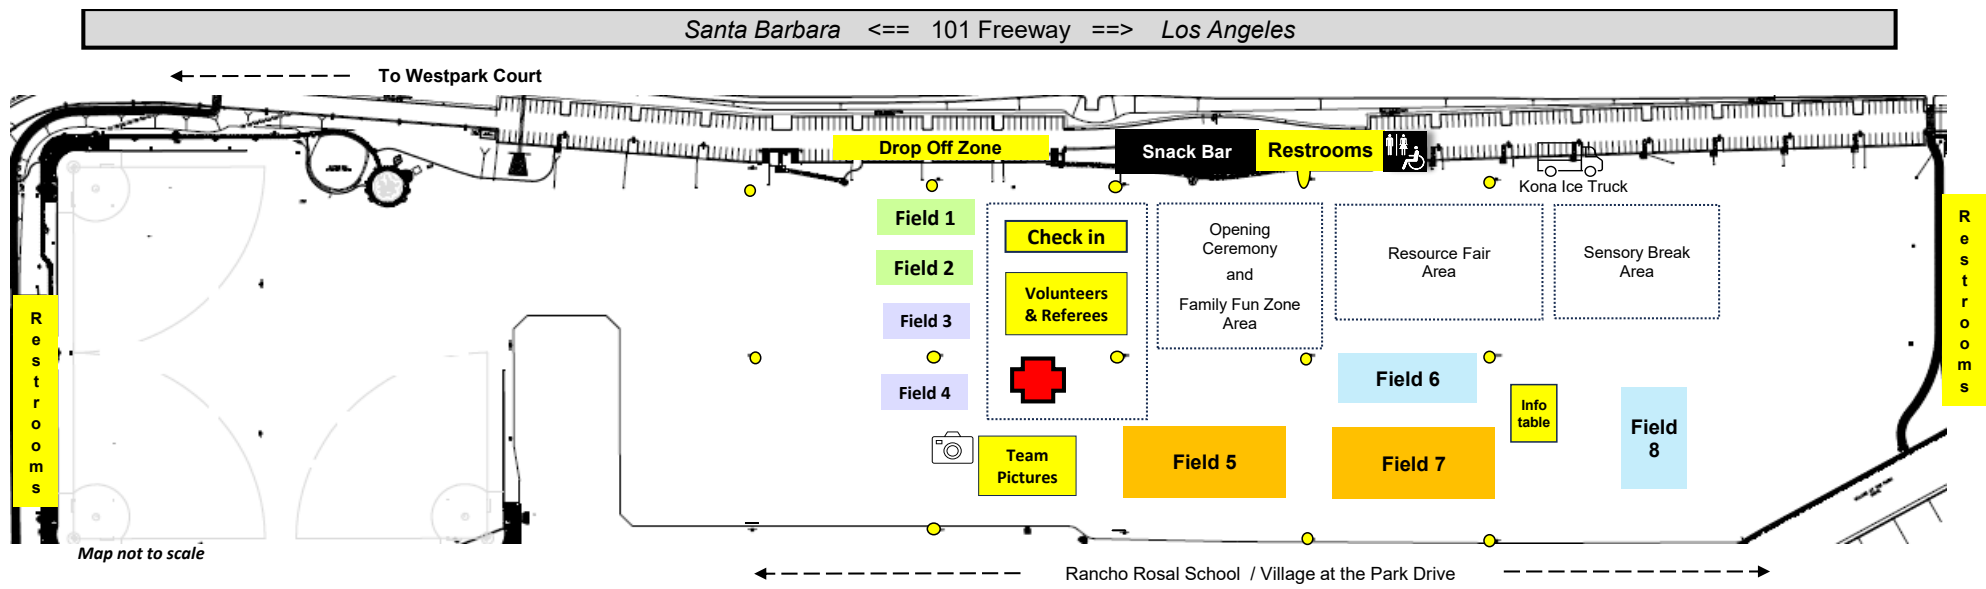 Santa Barbara <== 101 Freeway ==> Los Angeles
To Westpark Court
Drop Off Zone
Snack Bar
Restrooms
Kona Ice Truck
Field 1
Field 2
Field 3
Field 4
Check in
Volunteers
& Referees
Opening
Ceremony
and
Family Fun Zone
Area
Resource Fair
Area
Sensory Break
Area
Restrooms
Restrooms
Field 6
Info
table
Field
8
Team
Pictures
Field 5
Field 7
Map not to scale
Rancho Rosal School / Village at the Park Drive